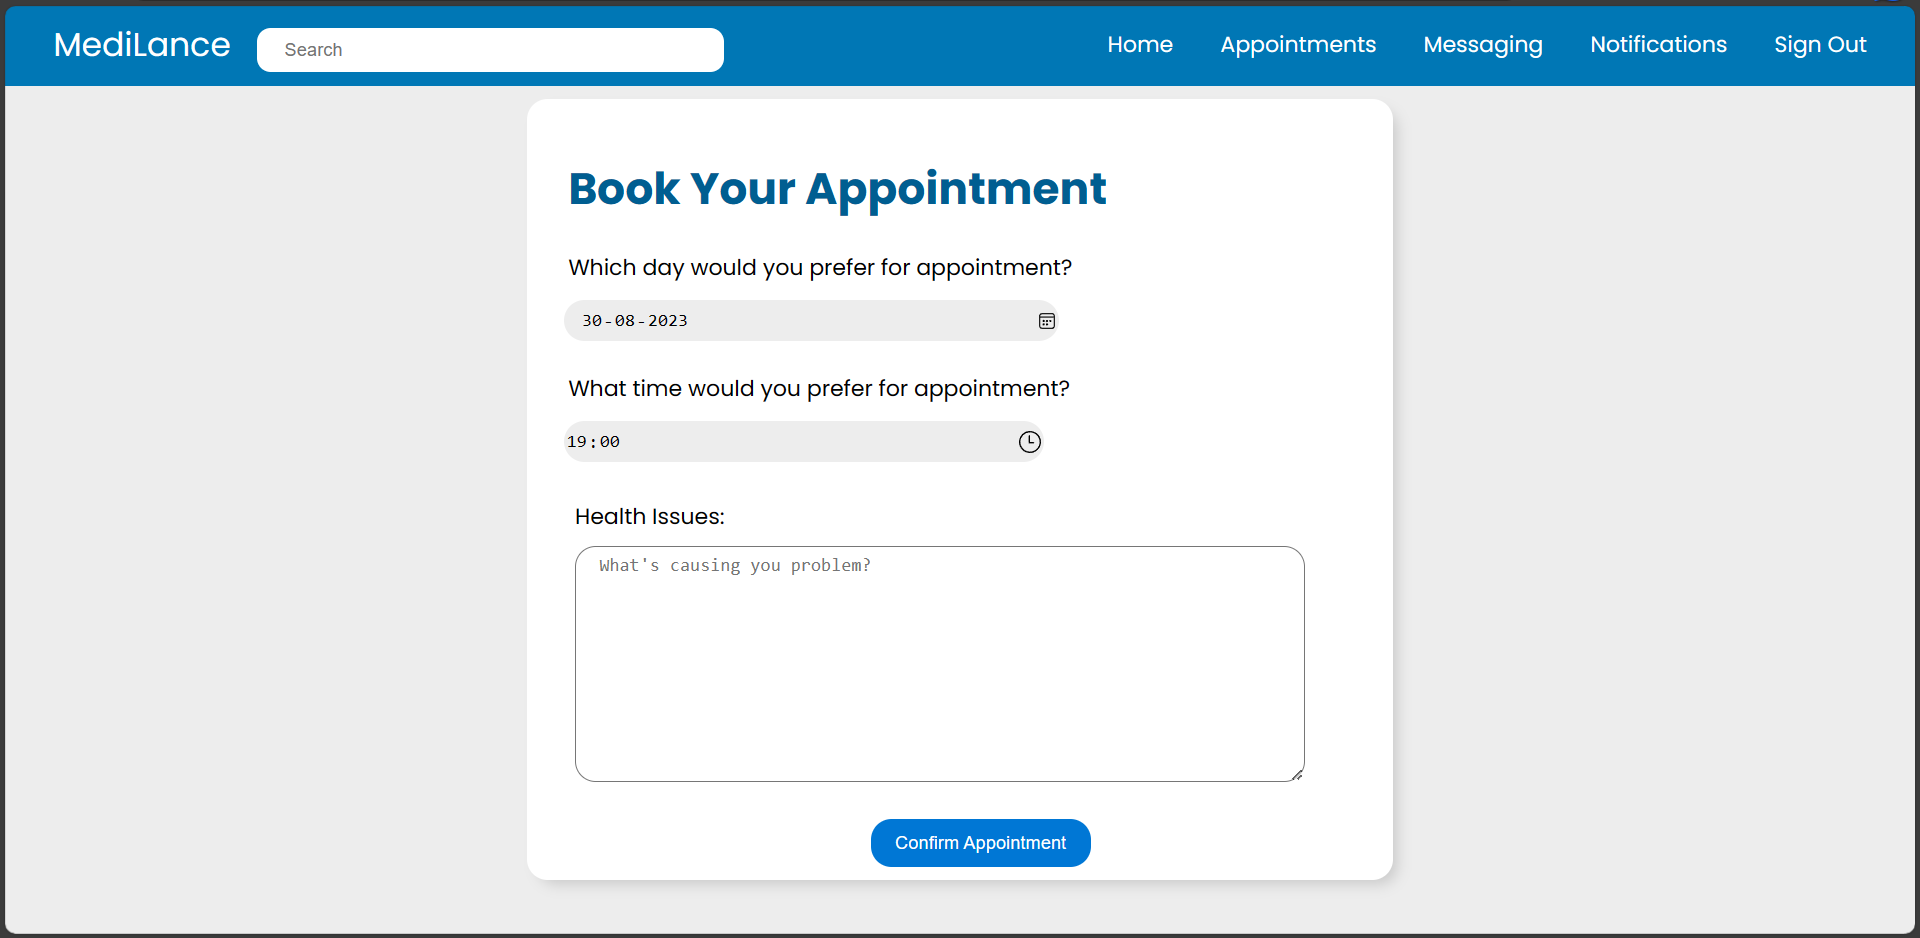 MediLance
Search
Home
Appointments
Messaging
Notifications
Sign Out
Book Your Appointment
Which day would you prefer for appointment?
30-08-2023
What time would you prefer for appointment?
19:00
Health Issues:
What's causing you problem?
Confirm Appointment